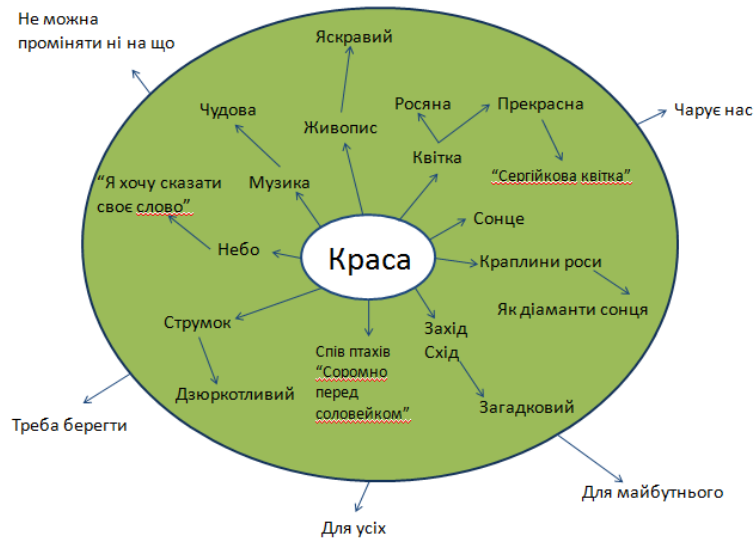 Не можна
проміняти ні на що
Яскравий
Чудова
Росяна
Прекрасна
Чарує нас
Живопис
Квітка
“Сергійкова квітка”
“Я хочу сказати
своє слово”
Музика
Сонце
Небо
Краса
Краплини роси
Як діаманти сонця
Струмок
Захід
Схід
Спів птахів
“Соромно
перед
соловейком”
Дзюркотливий
Загадковий
Треба берегти
Для майбутнього
Для усіх